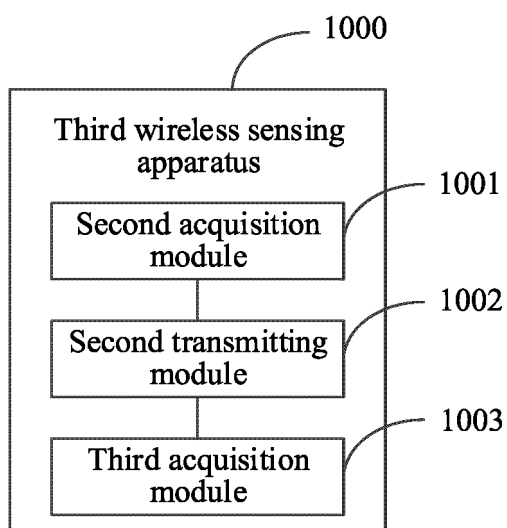 1000
Third wireless sensing
apparatus
1001
Second acquisition
module
1002
Second transmitting
module
1003
Third acquisition
module